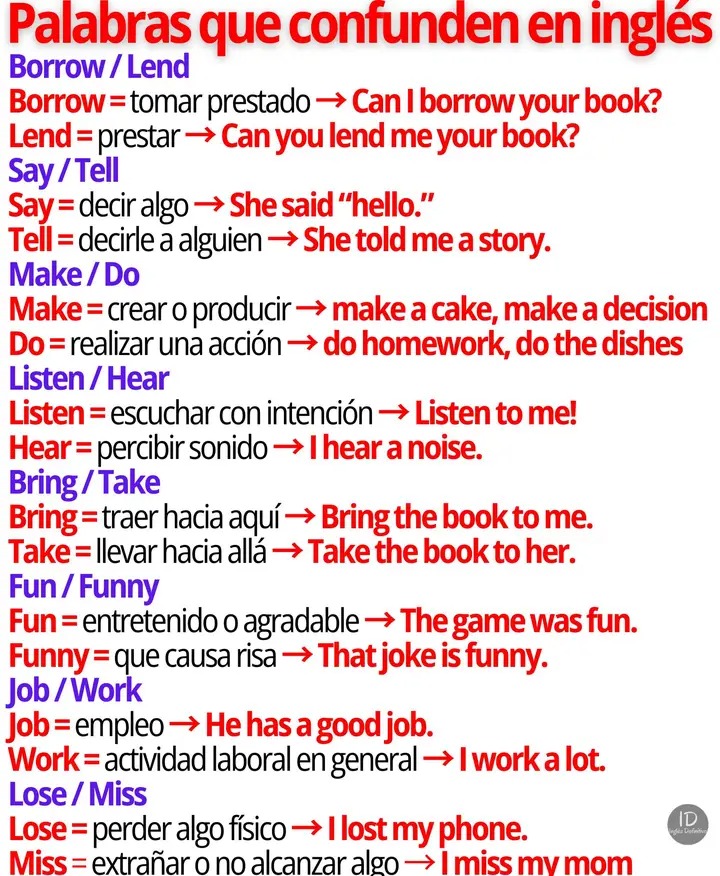 Palabras que confunden en inglés
Borrow / Lend
Borrow = tomar prestado → Can I borrow your book?
Lend = prestar → Can you lend me your book?
Say / Tell
Say = decir algo → She said “hello.”
Tell = decirle a alguien → She told me a story.
Make / Do
Make = crear o producir → make a cake, make a decision
Do = realizar una acción → do homework, do the dishes
Listen / Hear
Listen = escuchar con intención → Listen to me!
Hear = percibir sonido → I hear a noise.
Bring / Take
Bring = traer hacia aquí → Bring the book to me.
Take = llevar hacia allá → Take the book to her.
Fun / Funny
Fun = entretenido o agradable → The game was fun.
Funny = que causa risa → That joke is funny.
Job / Work
Job = empleo → He has a good job.
Work = actividad laboral en general → I work a lot.
Lose / Miss
Lose = perder algo físico → I lost my phone.
Miss = extrañar o no alcanzar algo → I miss my mom
ID
Inglés Definitivo